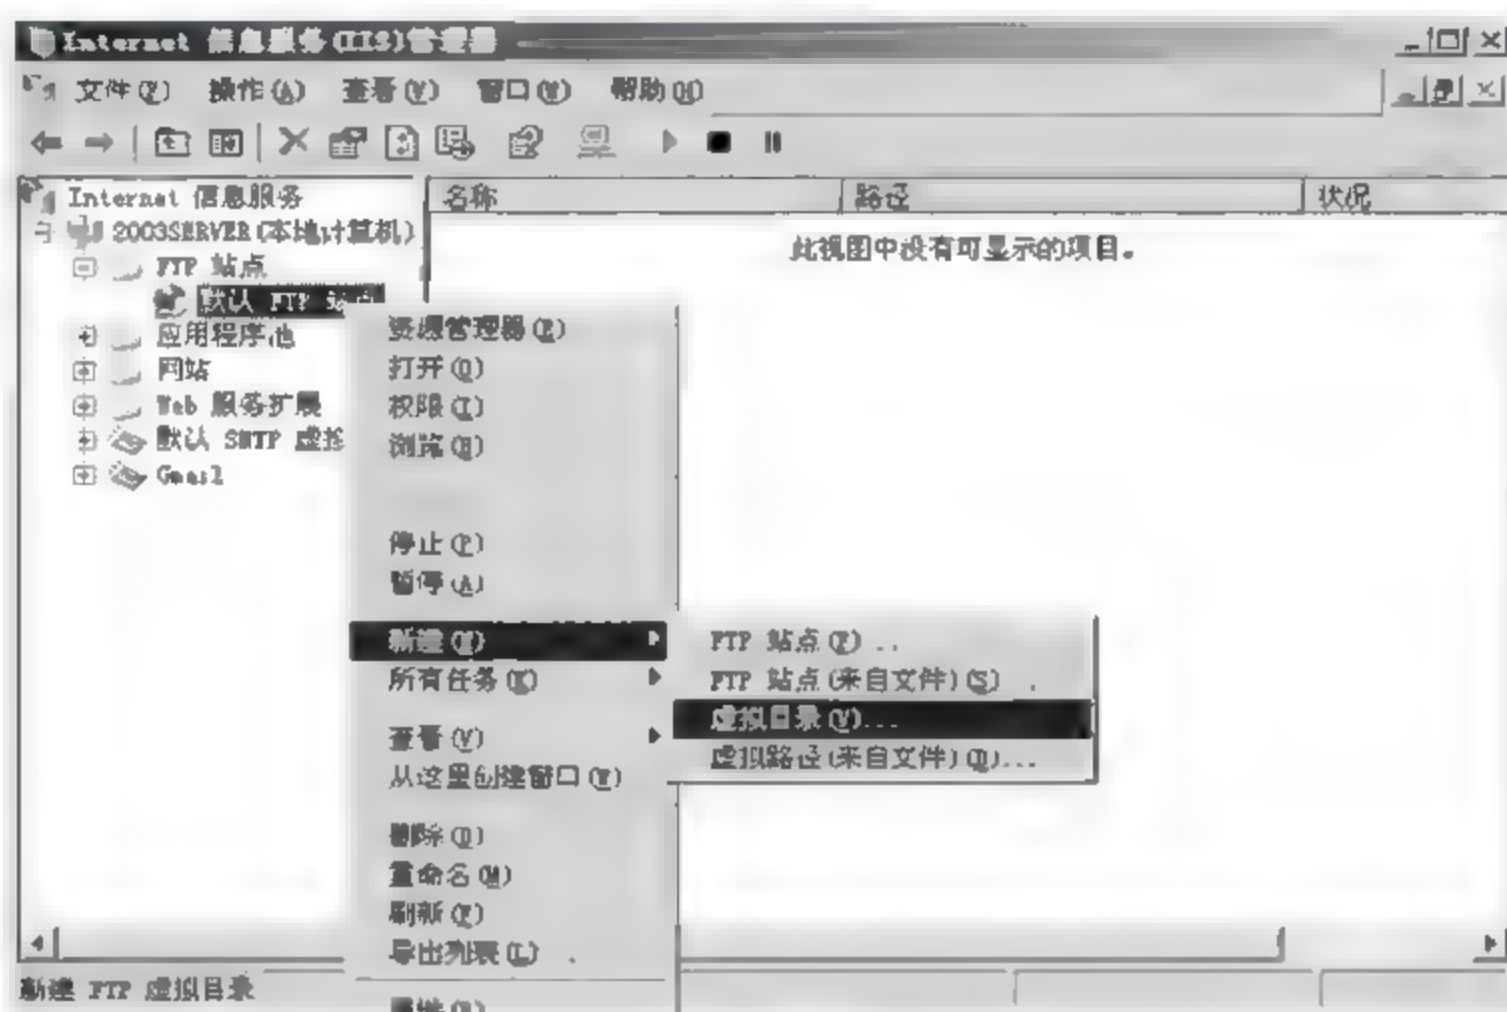 Internet 信息服务(IIS)管理器
文件(F) 操作(A) 查看(V) 窗口(W) 帮助(H)
Internet 信息服务
2003SERVER(本地计算机)
FTP 站点
默认 FTP 站点
应用程序池
网站
Web 服务扩展
默认 SMTP 虚拟
Gmail
名称 路径 状况
此视图中没有可显示的项目。
资源管理器(E)
打开(O)
权限(I)
浏览(B)
停止(P)
暂停(A)
新建(N)
所有任务(K)
查看(V)
从这里创建窗口(W)
删除(D)
重命名(M)
刷新(F)
导出列表(L)...
属性(R)
FTP 站点(F)...
FTP 站点(来自文件)(S)...
虚拟目录(V)...
虚拟路径(来自文件)(I)...
新建 FTP 虚拟目录